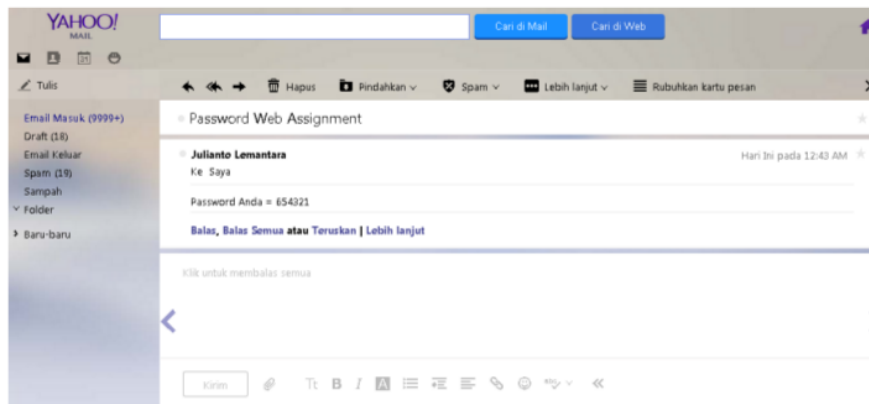 YAHOO!
MAIL
Cari di Mail
Cari di Web
Tulis
Hapus
Pindahkan
Spam
Lebih lanjut
Rubuhkan kartu pesan
Email Masuk (9999+)
Draft (18)
Email Keluar
Spam (19)
Sampah
Folder
Baru-baru
Password Web Assignment
Julianto Lemantara
Hari Ini pada 12:43 AM
Ke Saya
Password Anda = 654321
Balas, Balas Semua atau Teruskan | Lebih lanjut
Klik untuk membalas semua
Kirim
Tt B I A